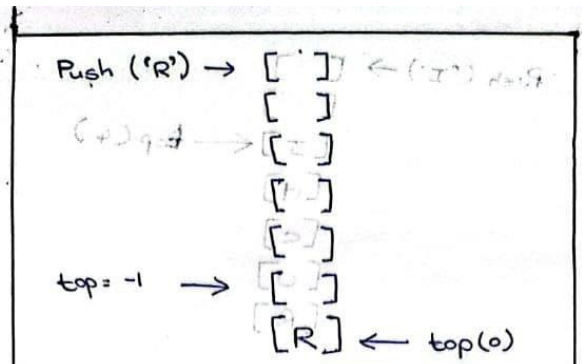 Push ('R') → [ ]
[ ]
[ ]
[ ]
[ ]
top = -1 → [ ]
[R] ← top(0)